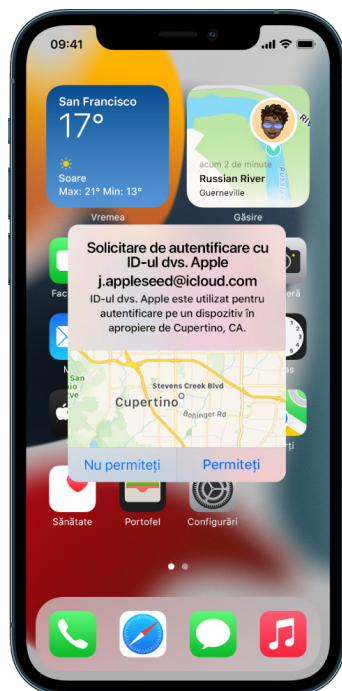 09:41
San Francisco
17°
Soare
Max: 21° Min: 13°
Vremea
acum 2 de minute
Russian River
Guerneville
Găsire
Solicitare de autentificare cu
ID-ul dvs. Apple
j.appleseed@icloud.com
ID-ul dvs. Apple este utilizat pentru
autentificare pe un dispozitiv în
apropiere de Cupertino, CA.
San
Stevens Creek Blvd
Cupertino
Bollinger Rd
Nu permiteți
Permiteți
Sănătate
Portofel
Configurări